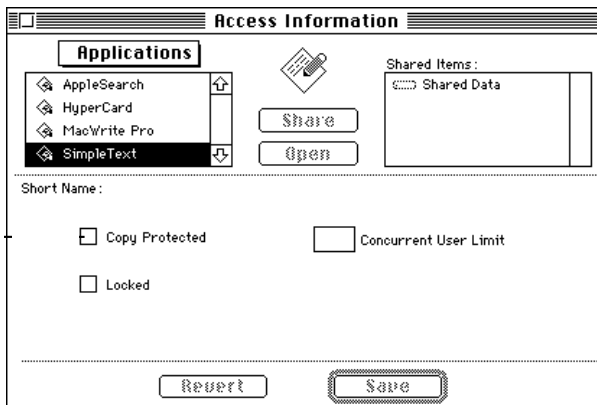 Access Information
Applications
AppleSearch
HyperCard
MacWrite Pro
SimpleText
Share
Open
Shared Items:
Shared Data
Short Name:
Copy Protected
Concurrent User Limit
Locked
Revert
Save